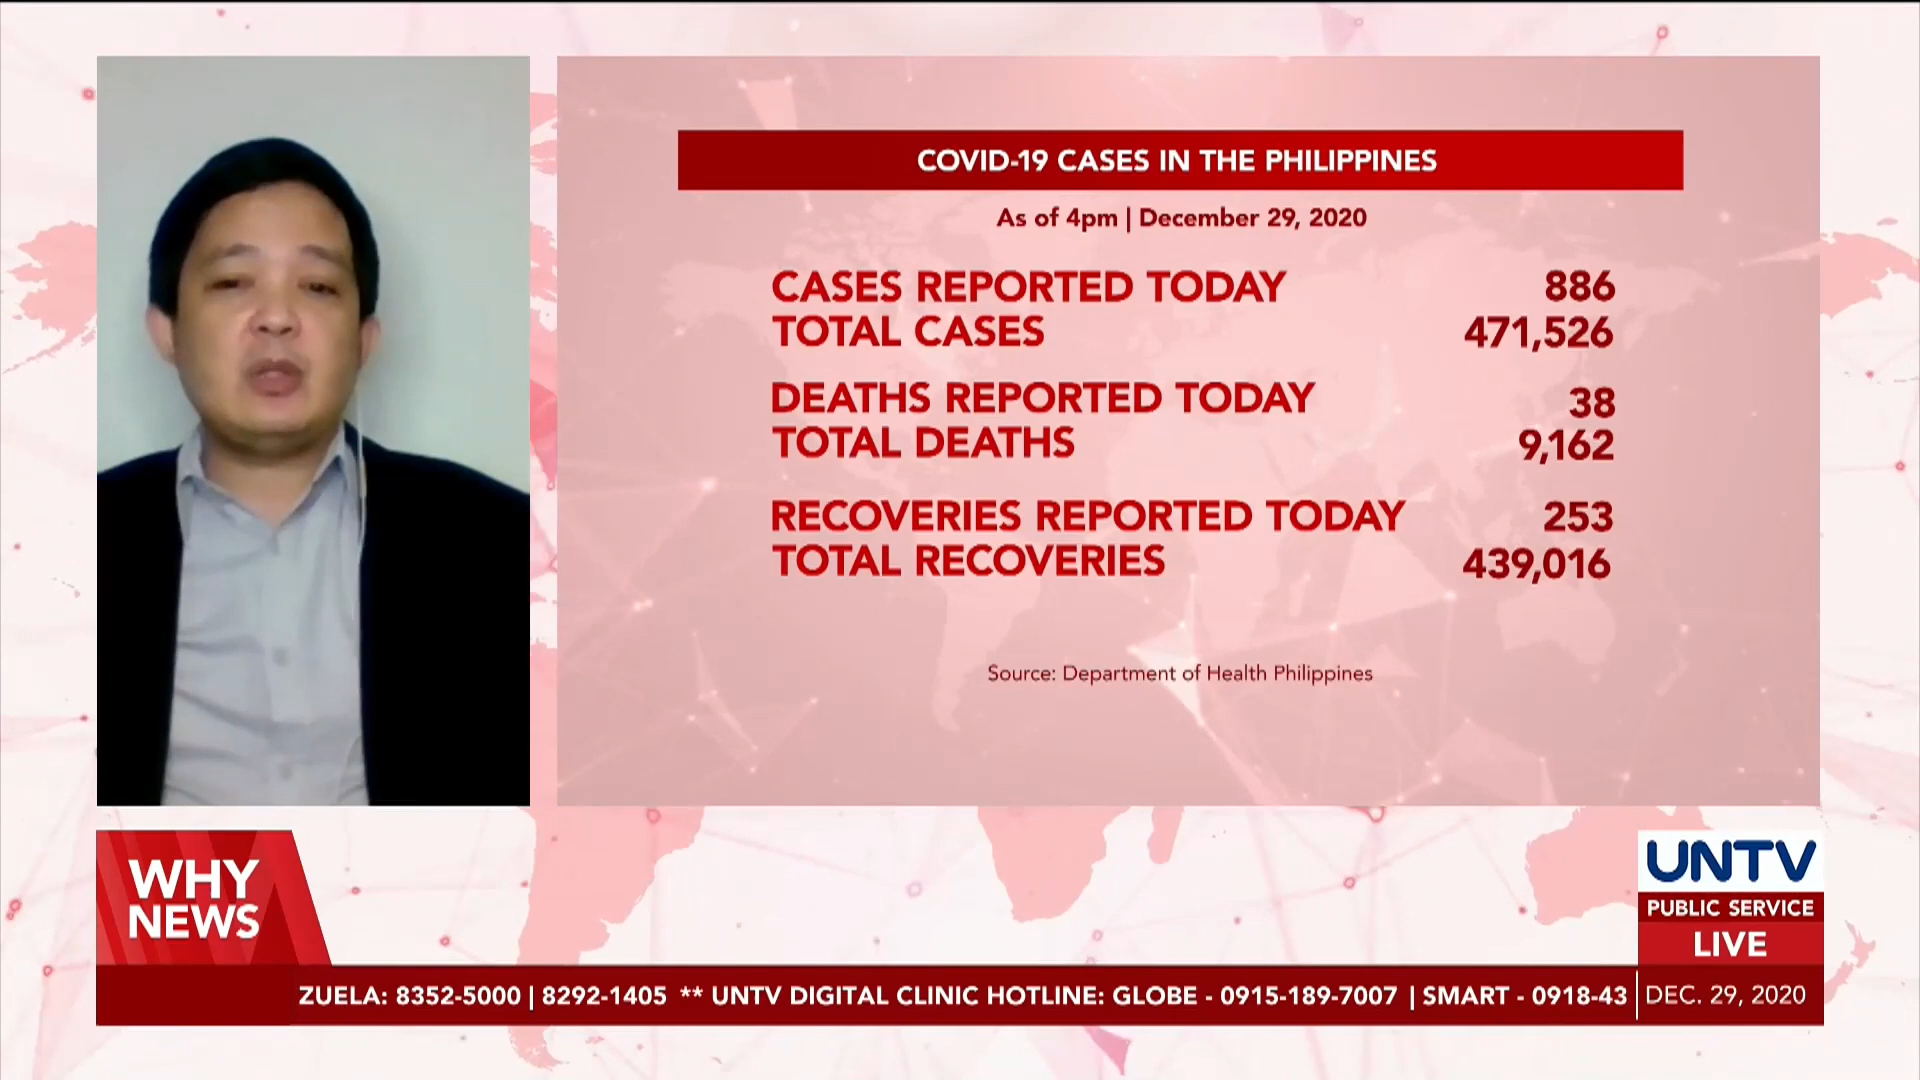 COVID-19 CASES IN THE PHILIPPINES
As of 4pm | December 29, 2020
CASES REPORTED TODAY 886
TOTAL CASES 471,526
DEATHS REPORTED TODAY 38
TOTAL DEATHS 9,162
RECOVERIES REPORTED TODAY 253
TOTAL RECOVERIES 439,016
Source: Department of Health Philippines
WHY
NEWS
UNTV
PUBLIC SERVICE
LIVE
ZUELA: 8352-5000 | 8292-1405 ** UNTV DIGITAL CLINIC HOTLINE: GLOBE - 0915-189-7007 | SMART - 0918-43
DEC. 29, 2020